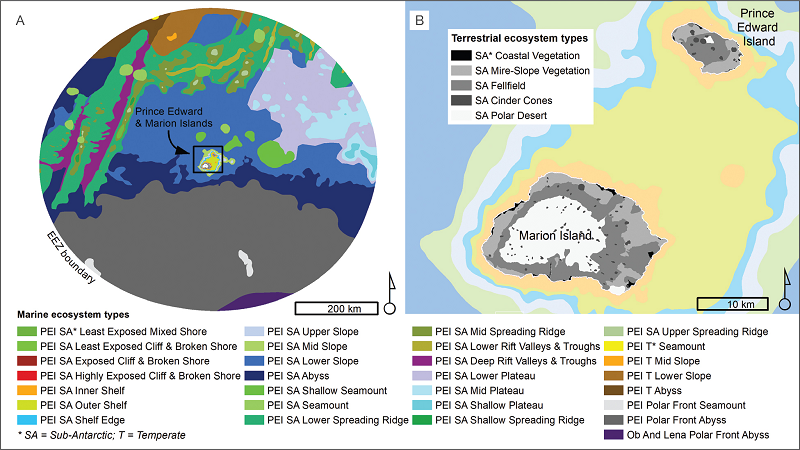 A
Prince Edward
& Marion Islands
EEZ boundary
200 km
B
Terrestrial ecosystem types
SA* Coastal Vegetation
SA Mire-Slope Vegetation
SA Fellfield
SA Cinder Cones
SA Polar Desert
Prince
Edward
Island
Marion Island
10 km
Marine ecosystem types
PEI SA* Least Exposed Mixed Shore
PEI SA Least Exposed Cliff & Broken Shore
PEI SA Exposed Cliff & Broken Shore
PEI SA Highly Exposed Cliff & Broken Shore
PEI SA Inner Shelf
PEI SA Outer Shelf
PEI SA Shelf Edge
PEI SA Upper Slope
PEI SA Mid Slope
PEI SA Lower Slope
PEI SA Abyss
PEI SA Shallow Seamount
PEI SA Seamount
PEI SA Lower Spreading Ridge
PEI SA Mid Spreading Ridge
PEI SA Lower Rift Valleys & Troughs
PEI SA Deep Rift Valleys & Troughs
PEI SA Lower Plateau
PEI SA Mid Plateau
PEI SA Shallow Plateau
PEI SA Shallow Spreading Ridge
PEI SA Upper Spreading Ridge
PEI T* Seamount
PEI T Mid Slope
PEI T Lower Slope
PEI T Abyss
PEI Polar Front Seamount
PEI Polar Front Abyss
Ob And Lena Polar Front Abyss
* SA = Sub-Antarctic; T = Temperate